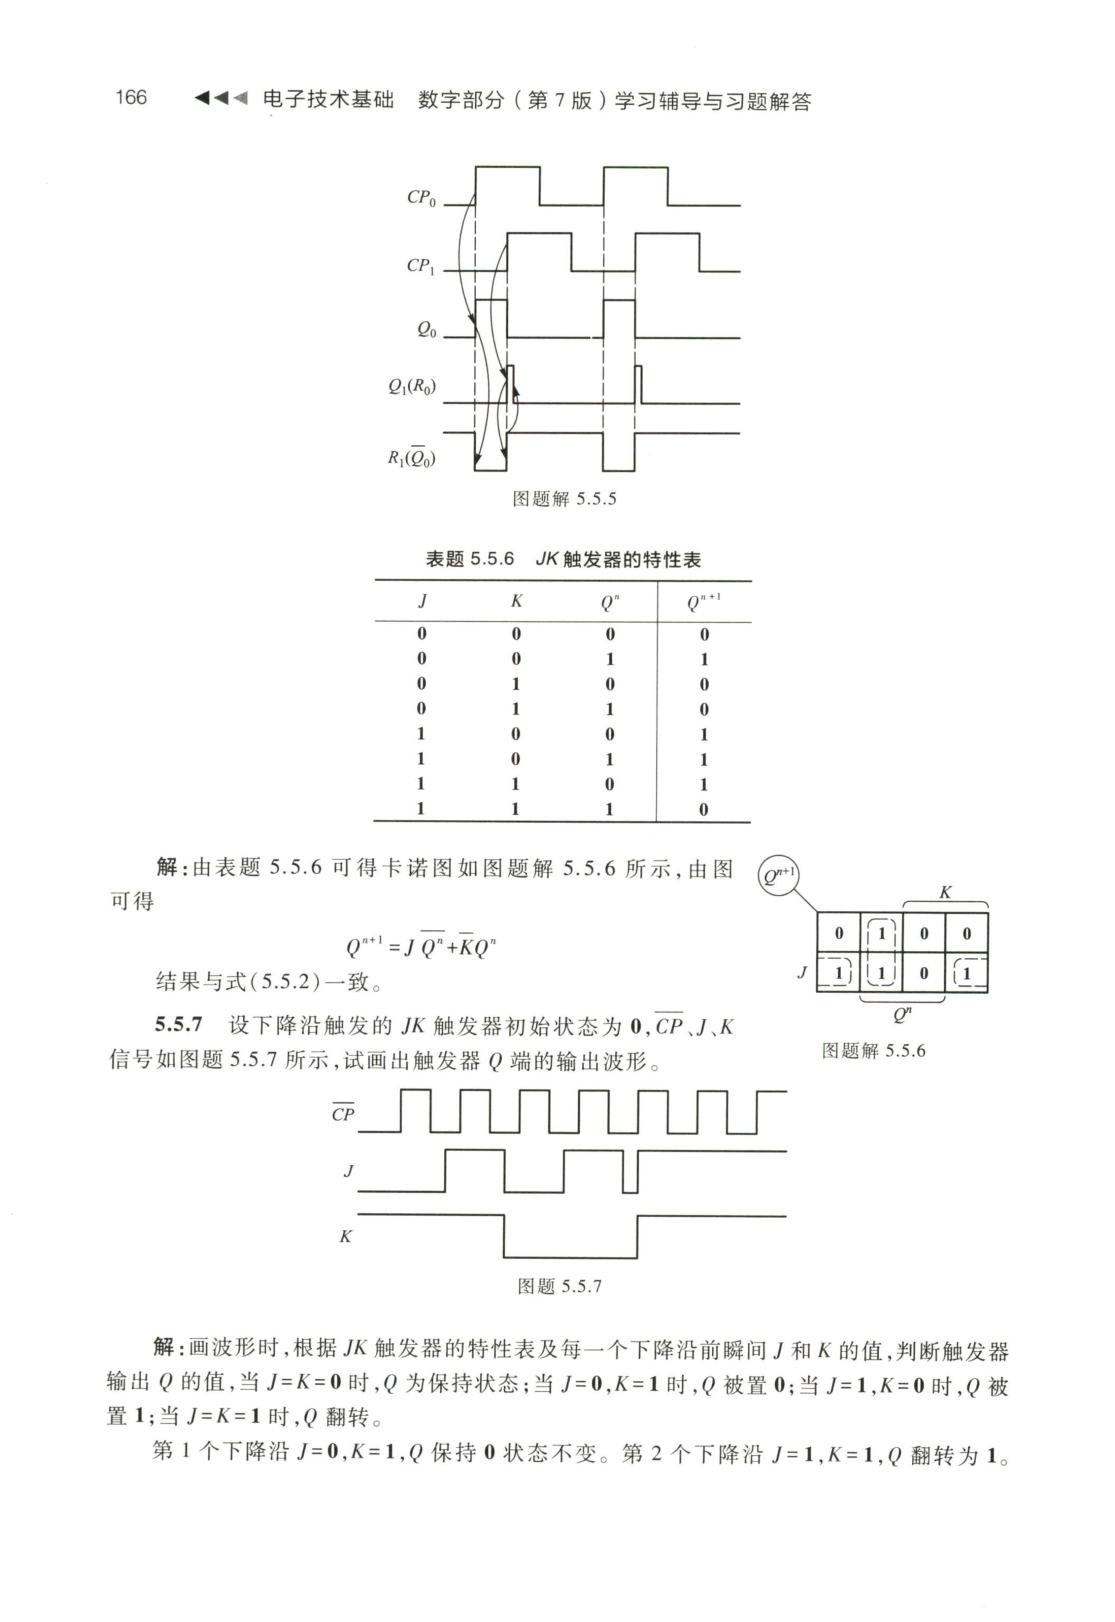 166 ◀◀◀ 电子技术基础 数字部分(第7版)学习辅导与习题解答
CP₀
CP₁
Q₀
Q₁(R₀)
R₁(Q̅₀)
图题解 5.5.5
表题 5.5.6 JK触发器的特性表
J K Qⁿ Qⁿ⁺¹
0 0 0 0
0 0 1 1
0 1 0 0
0 1 1 0
1 0 0 1
1 0 1 1
1 1 0 1
1 1 1 0
解:由表题 5.5.6 可得卡诺图如图题解 5.5.6 所示,由图
可得
Qⁿ⁺¹=J Q̅ⁿ+K̅Qⁿ
结果与式(5.5.2)一致。
Qⁿ⁺¹
K
0 1 0 0
J 1 1 0 1
Qⁿ
图题解 5.5.6
5.5.7 设下降沿触发的 JK 触发器初始状态为 0,C̅P̅、J、K
信号如图题 5.5.7 所示,试画出触发器 Q 端的输出波形。
C̅P̅
J
K
图题 5.5.7
解:画波形时,根据 JK 触发器的特性表及每一个下降沿前瞬间 J 和 K 的值,判断触发器
输出 Q 的值,当 J=K=0 时,Q 为保持状态;当 J=0,K=1 时,Q 被置 0;当 J=1,K=0 时,Q 被
置 1;当 J=K=1 时,Q 翻转。
第 1 个下降沿 J=0,K=1,Q 保持 0 状态不变。第 2 个下降沿 J=1,K=1,Q 翻转为 1。